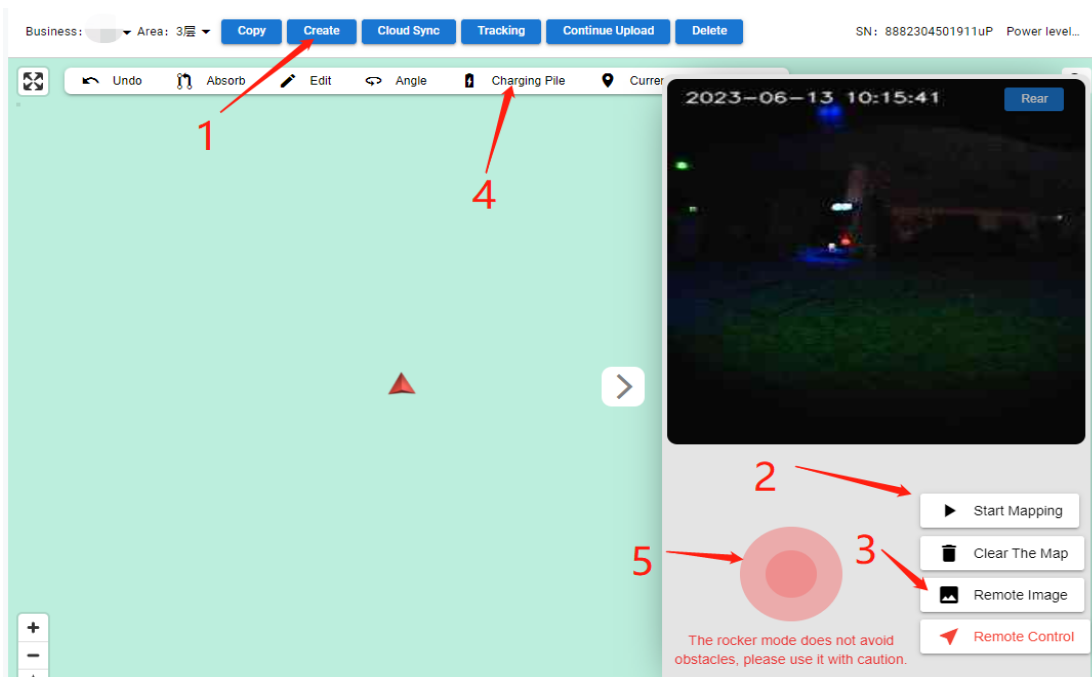 1
Business: Area: 3层 Copy Create Cloud Sync Tracking Continue Upload Delete SN: 8882304501911uP Power level…
Undo Absorb Edit Angle Charging Pile Curren
2023-06-13 10:15:41 Rear
1
4
2
Start Mapping
5
3
Clear The Map
Remote Image
+
The rocker mode does not avoid
obstacles, please use it with caution.
Remote Control
−